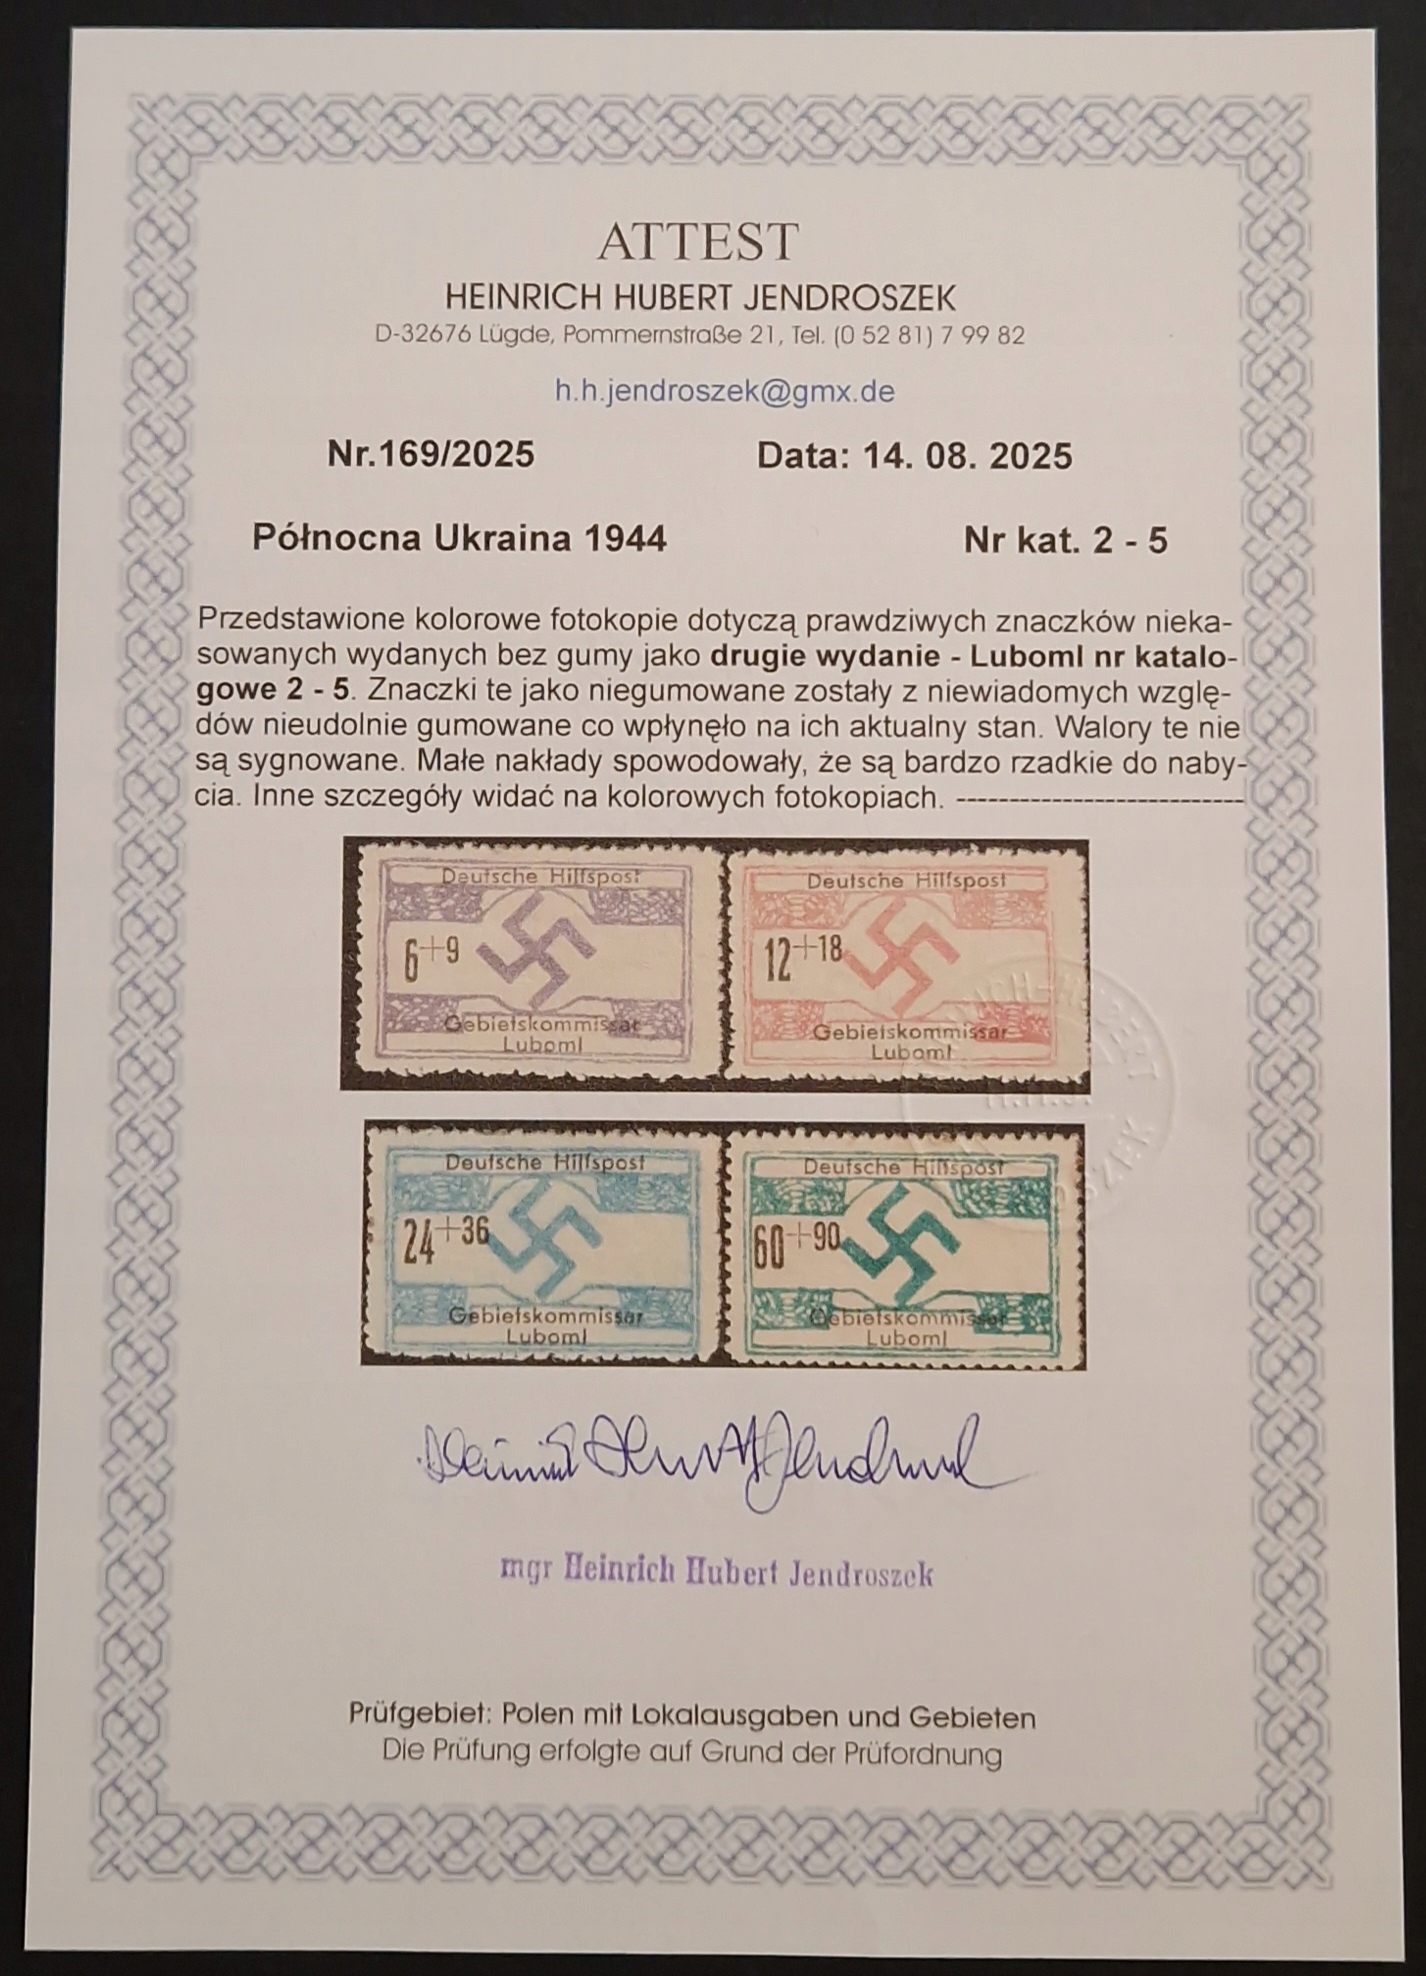 ATTEST
HEINRICH HUBERT JENDROSZEK
D-32676 Lügde, Pommernstraße 21, Tel. (0 52 81) 7 99 82
h.h.jendroszek@gmx.de
Nr.169/2025 Data: 14. 08. 2025
Północna Ukraina 1944 Nr kat. 2 - 5
Przedstawione kolorowe fotokopie dotyczą prawdziwych znaczków nieka-
sowanych wydanych bez gumy jako drugie wydanie - Luboml nr katalo-
gowe 2 - 5. Znaczki te jako niegumowane zostały z niewiadomych wzglę-
dów nieudolnie gumowane co wpłynęło na ich aktualny stan. Walory te nie
są sygnowane. Małe nakłady spowodowały, że są bardzo rzadkie do naby-
cia. Inne szczegóły widać na kolorowych fotokopiach. ---------------------------
Deutsche Hilfspost
6+9
Gebietskommissar
Luboml
Deutsche Hilfspost
12+18
Gebietskommissar
Luboml
Deutsche Hilfspost
24+36
Gebietskommissar
Luboml
Deutsche Hilfspost
60+90
Gebietskommissar
Luboml
mgr Heinrich Hubert Jendroszek
Prüfgebiet: Polen mit Lokalausgaben und Gebieten
Die Prüfung erfolgte auf Grund der Prüfordnung